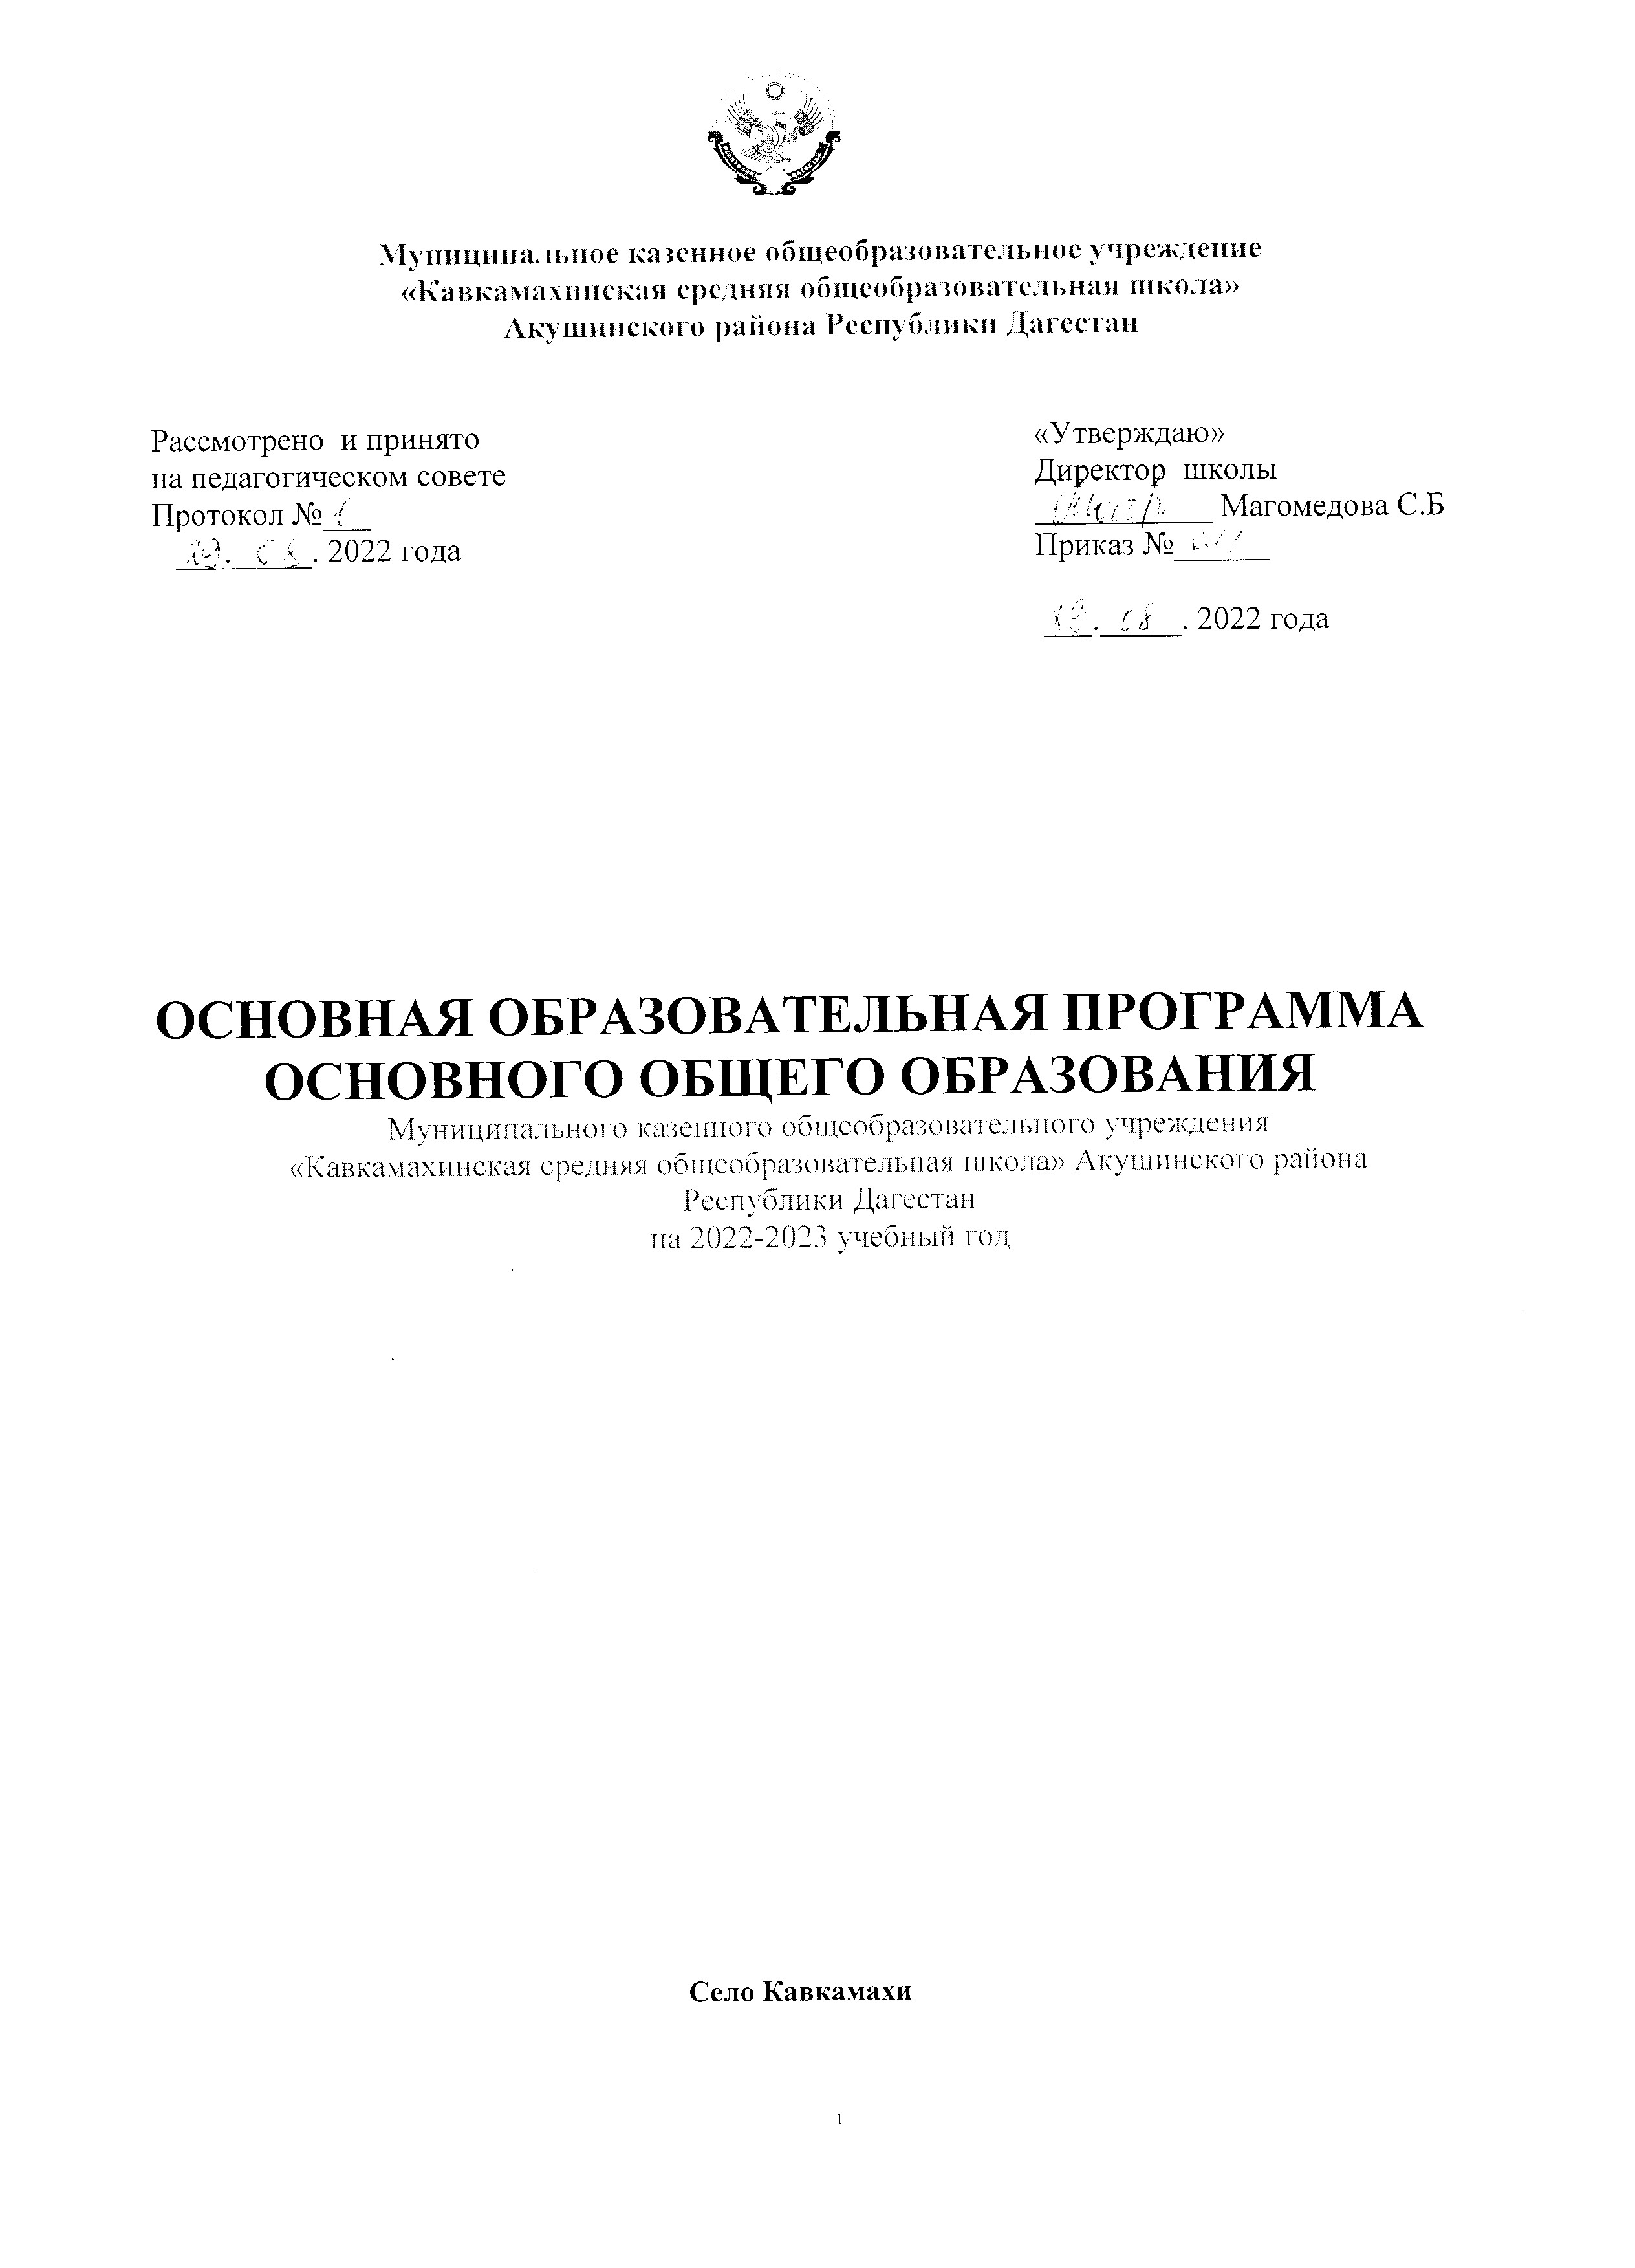 Муниципальное казенное общеобразовательное учреждение
«Кавкамахинская средняя общеобразовательная школа»
Акушинского района Республики Дагестан
Рассмотрено и принято
на педагогическом совете
Протокол № 1
. 2022 года
«Утверждаю»
Директор школы
Магомедова С.Б
Приказ №
. 08 . 2022 года
ОСНОВНАЯ ОБРАЗОВАТЕЛЬНАЯ ПРОГРАММА
ОСНОВНОГО ОБЩЕГО ОБРАЗОВАНИЯ
Муниципального казенного общеобразовательного учреждения
«Кавкамахинская средняя общеобразовательная школа» Акушинского района
Республики Дагестан
на 2022-2023 учебный год
Село Кавкамахи
1